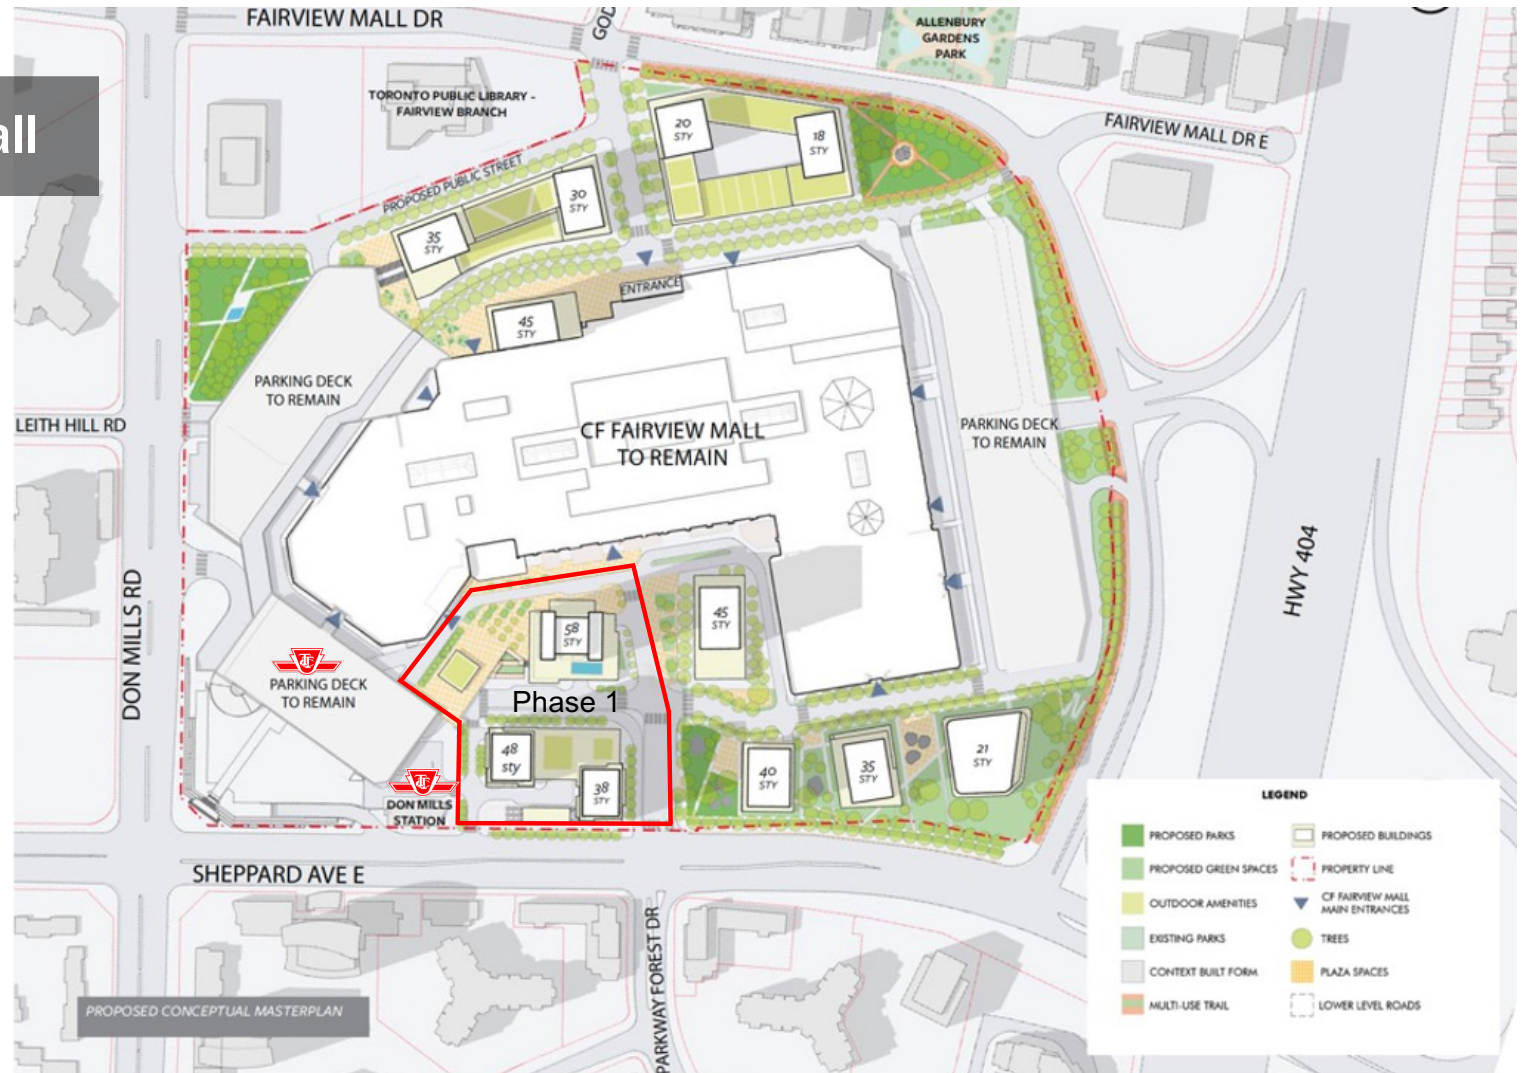 FAIRVIEW MALL DR
ALLENBURY
GARDENS
PARK
all
TORONTO PUBLIC LIBRARY -
FAIRVIEW BRANCH
FAIRVIEW MALL DR E
20
STY
18
STY
PROPOSED PUBLIC STREET
30
STY
35
STY
ENTRANCE
45
STY
PARKING DECK
TO REMAIN
LEITH HILL RD
CF FAIRVIEW MALL
TO REMAIN
PARKING DECK
TO REMAIN
HWY 404
DON MILLS RD
58
STY
45
STY
PARKING DECK
TO REMAIN
Phase 1
48
sty
38
STY
40
STY
35
STY
21
STY
DON MILLS
STATION
SHEPPARD AVE E
PARKWAY FOREST DR
LEGEND
PROPOSED PARKS
PROPOSED GREEN SPACES
OUTDOOR AMENITIES
EXISTING PARKS
CONTEXT BUILT FORM
MULTI-USE TRAIL
PROPOSED BUILDINGS
PROPERTY LINE
CF FAIRVIEW MALL
MAIN ENTRANCES
TREES
PLAZA SPACES
LOWER LEVEL ROADS
PROPOSED CONCEPTUAL MASTERPLAN